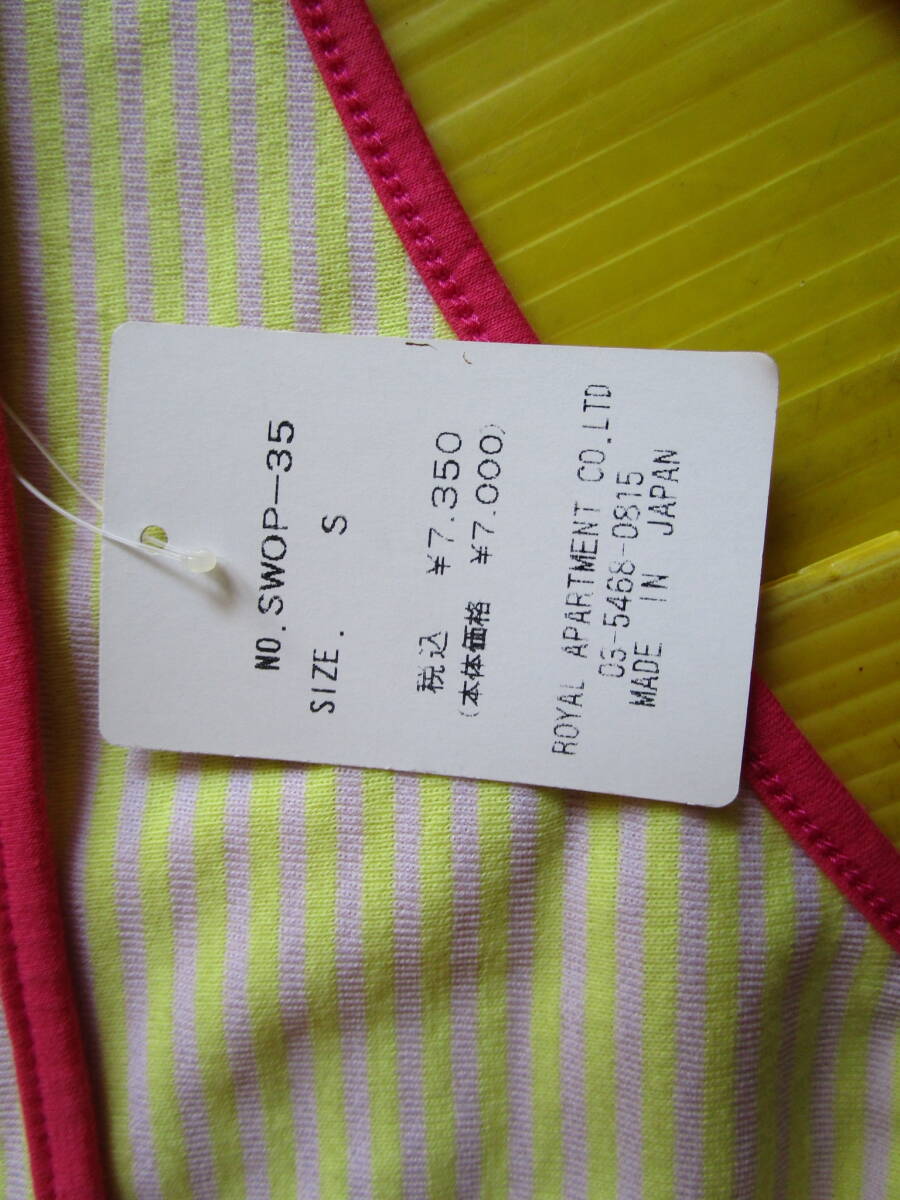 NO.SWOP-35
SIZE. S
税込 ¥7.350
(本体価格 ¥7.000)
ROYAL APARTMENT CO.LTD
03-5468-0815
MADE IN JAPAN